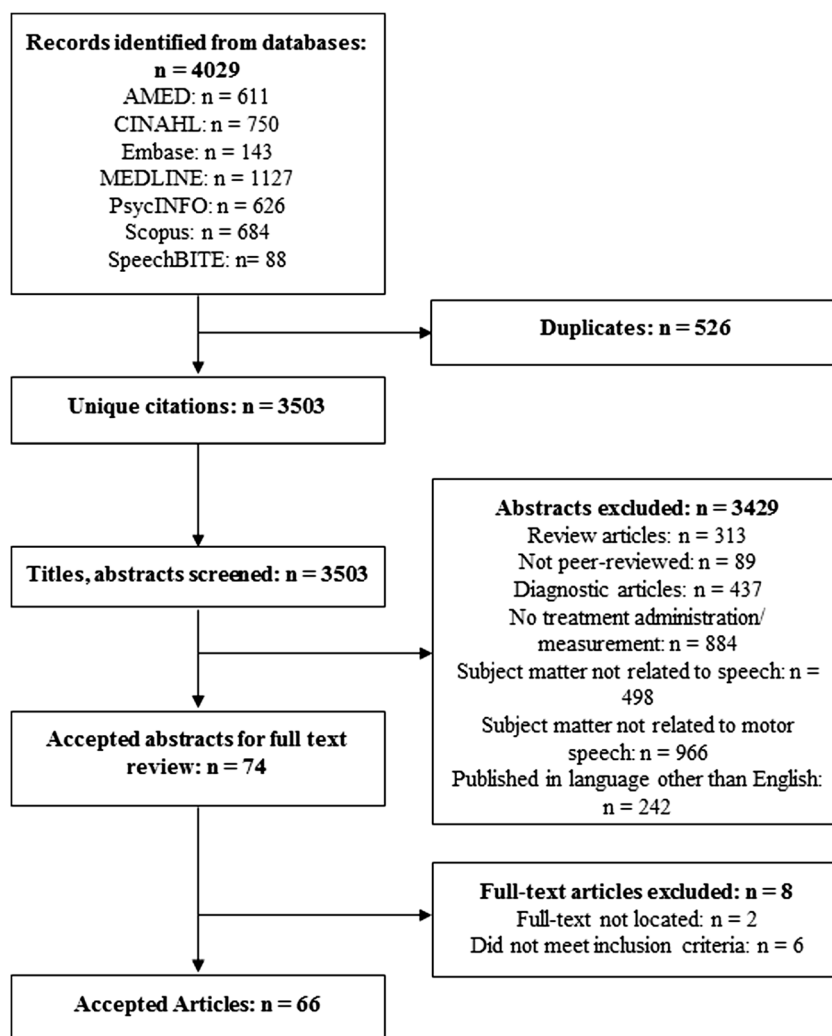 Records identified from databases:
n = 4029
AMED: n = 611
CINAHL: n = 750
Embase: n = 143
MEDLINE: n = 1127
PsycINFO: n = 626
Scopus: n = 684
SpeechBITE: n= 88
Duplicates: n = 526
Unique citations: n = 3503
Abstracts excluded: n = 3429
Review articles: n = 313
Not peer-reviewed: n = 89
Diagnostic articles: n = 437
No treatment administration/
measurement: n = 884
Subject matter not related to speech: n =
498
Subject matter not related to motor
speech: n = 966
Published in language other than English:
n = 242
Titles, abstracts screened: n = 3503
Accepted abstracts for full text
review: n = 74
Full-text articles excluded: n = 8
Full-text not located: n = 2
Did not meet inclusion criteria: n = 6
Accepted Articles: n = 66